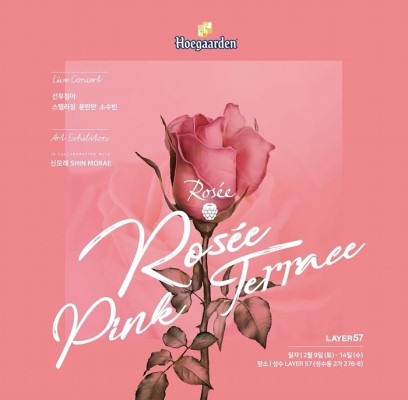 Hoegaarden
Live Concert
선우정아
스텔라장 윤딴딴 소수빈
Art Exhibition
IN COLLABORATION WITH
신모래 SHIN MORAE
Rosée
Rosée
Pink Terrace
LAYER57
일자 | 2월 9일 (토) - 14일 (수)
장소 | 성수 LAYER 57 (성수동 2가 276-8)